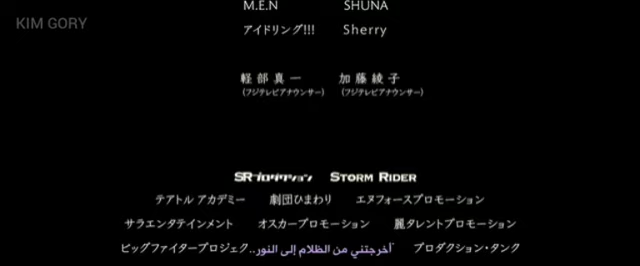 M.E.N SHUNA
KIM GORY
アイドリング!!! Sherry
軽部真一 加藤綾子
(フジテレビアナウンサー) (フジテレビアナウンサー)
SRプロダクション STORM RIDER
テアトル アカデミー 劇団ひまわり エヌフォースプロモーション
サラエンタテインメント オスカープロモーション 麗タレントプロモーション
ビッグファイタープロジェク プロダクション・タンク
أخرجتني من الظلام إلى النور..